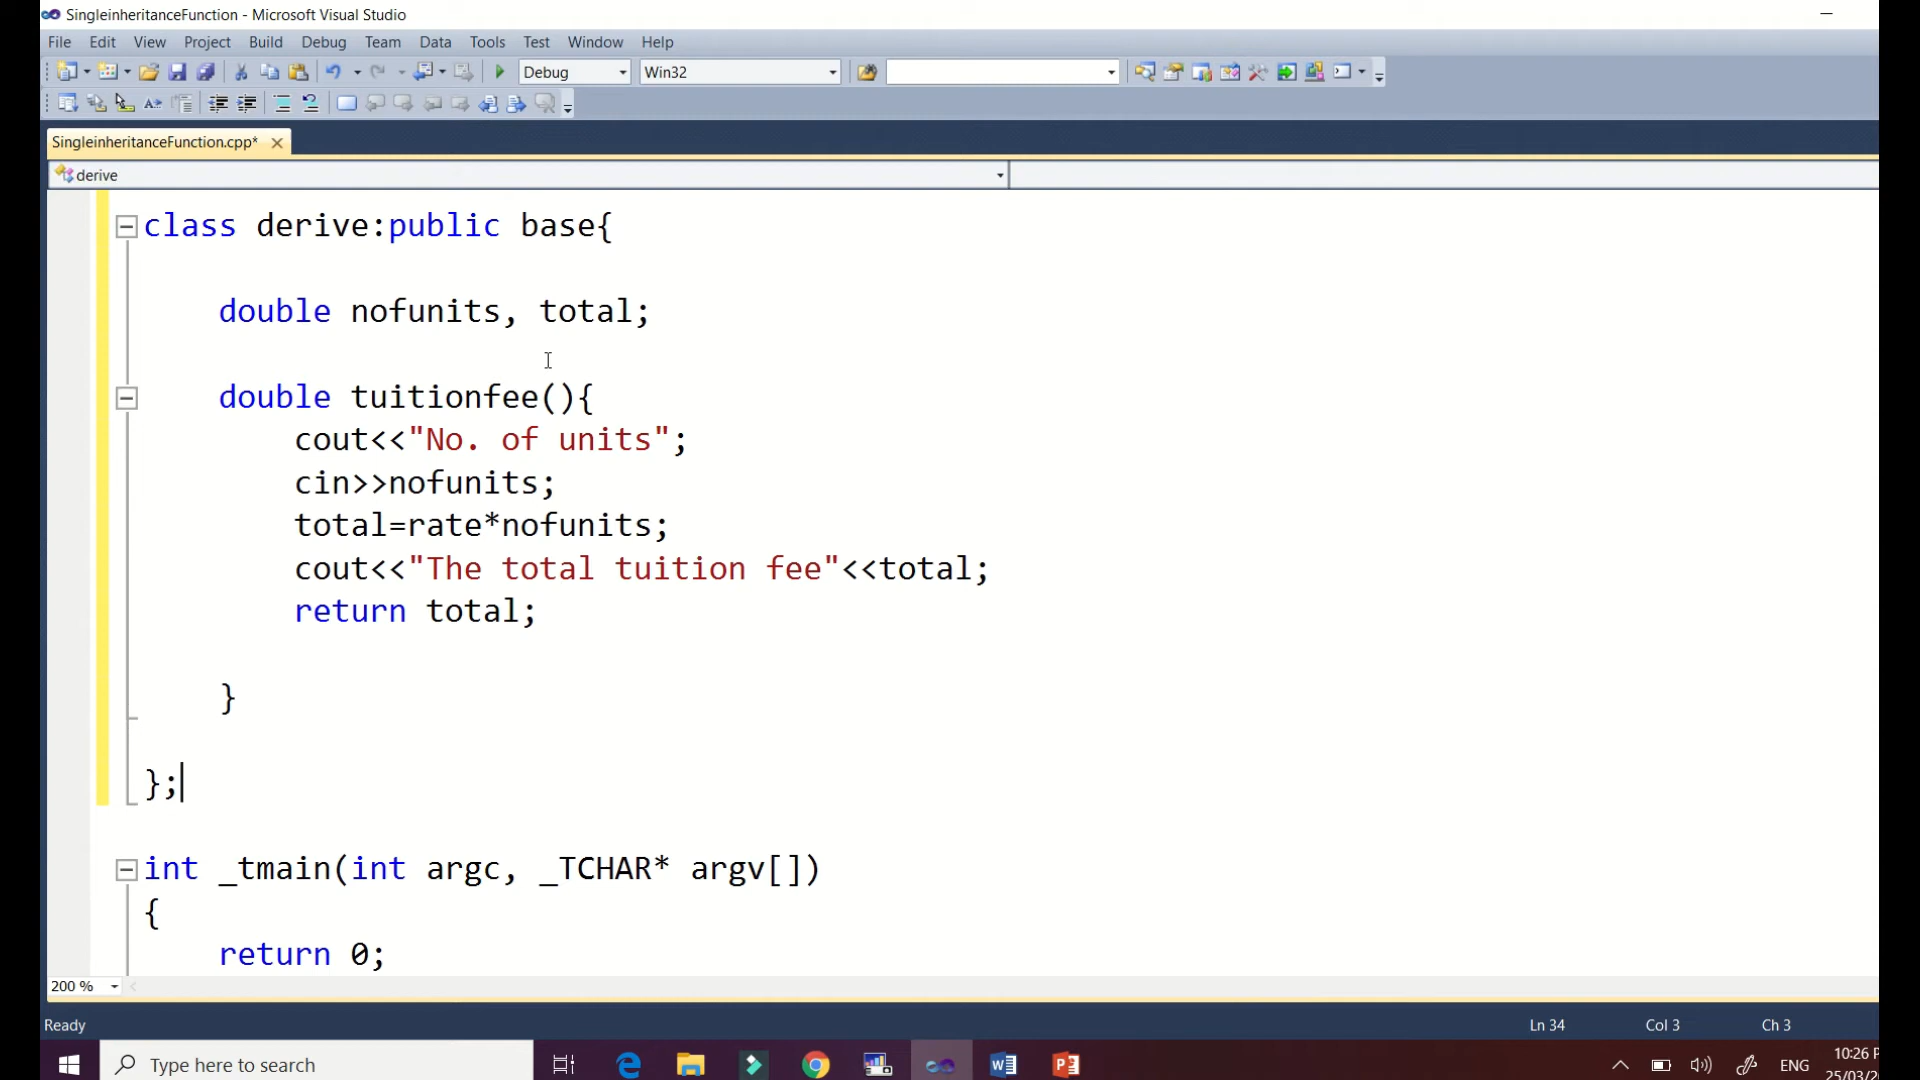 SingleinheritanceFunction - Microsoft Visual Studio
File Edit View Project Build Debug Team Data Tools Test Window Help
Debug Win32
SingleinheritanceFunction.cpp*
derive
class derive:public base{
double nofunits, total;
double tuitionfee(){
cout<<"No. of units";
cin>>nofunits;
total=rate*nofunits;
cout<<"The total tuition fee"<<total;
return total;
}
};
int _tmain(int argc, _TCHAR* argv[])
{
return 0;
200 %
Ready Ln 34 Col 3 Ch 3
Type here to search ENG 10:26